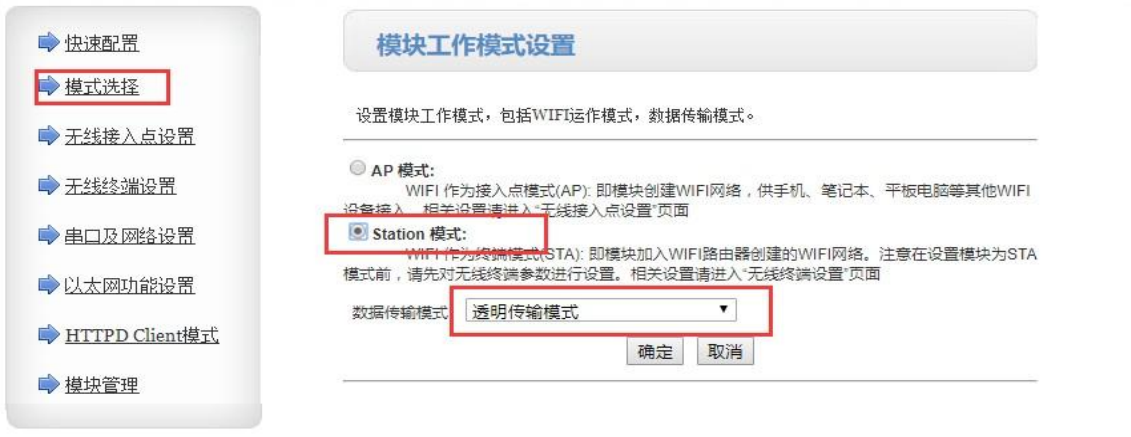 快速配置
模式选择
无线接入点设置
无线终端设置
串口及网络设置
以太网功能设置
HTTPD Client模式
模块管理
模块工作模式设置
设置模块工作模式，包括WIFI运作模式，数据传输模式。
AP 模式:
WIFI 作为接入点模式(AP): 即模块创建WIFI网络，供手机、笔记本、平板电脑等其他WIFI
设备接入。相关设置请进入“无线接入点设置”页面
Station 模式:
WIFI 作为终端模式(STA): 即模块加入WIFI路由器创建的WIFI网络。注意在设置模块为STA
模式前，请先对无线终端参数进行设置。相关设置请进入“无线终端设置”页面
数据传输模式 透明传输模式
确定 取消